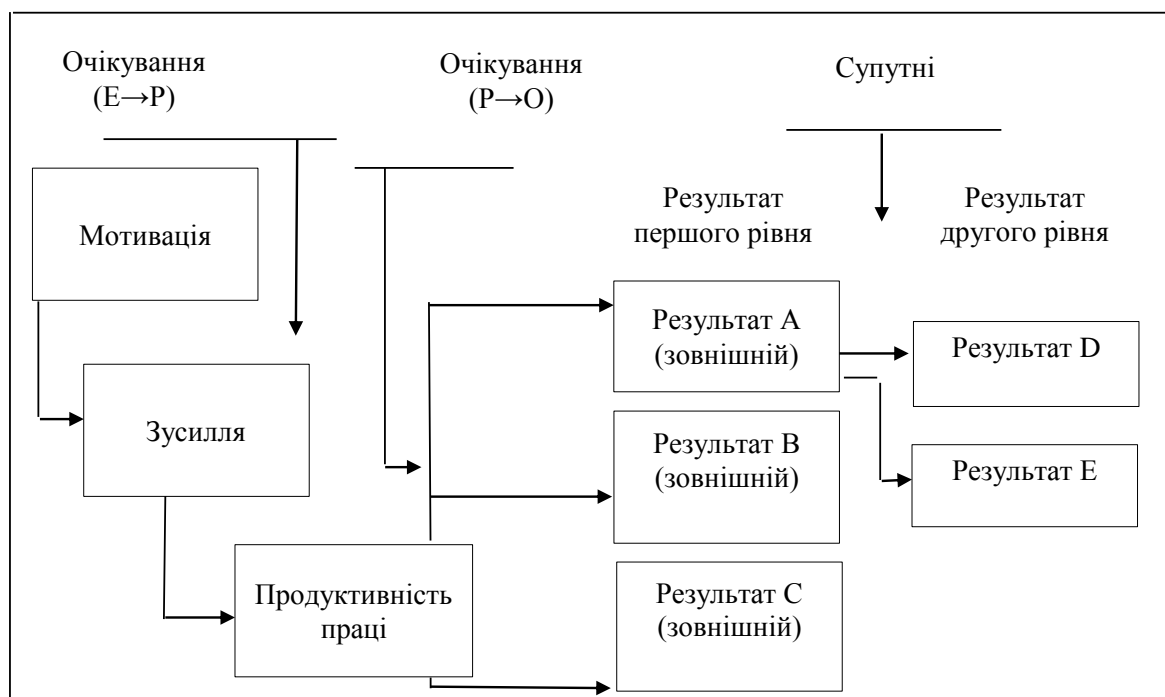 Очікування
(E→P)
Очікування
(P→O)
Супутні
Мотивація
Результат
першого рівня
Результат
другого рівня
Зусилля
Результат A
(зовнішній)
Результат D
Результат B
(зовнішній)
Результат E
Продуктивність
праці
Результат C
(зовнішній)